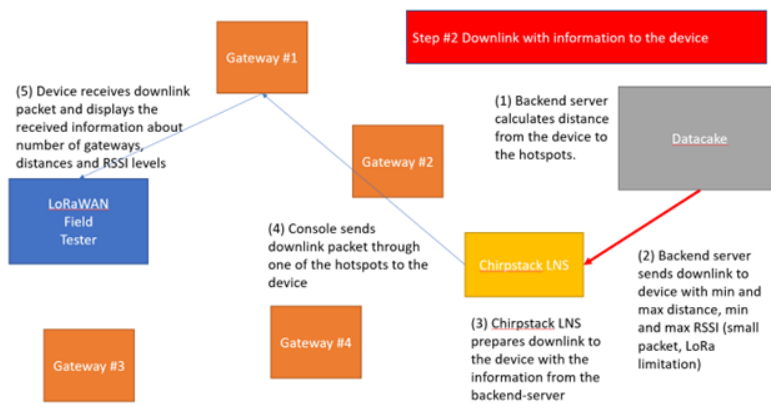 Step #2 Downlink with information to the device
Gateway #1
(5) Device receives downlink
packet and displays the
received information about
number of gateways,
distances and RSSI levels
(1) Backend server
calculates distance
from the device to
the hotspots.
Datacake
Gateway #2
LoRaWAN
Field
Tester
(4) Console sends
downlink packet through
one of the hotspots to the
device
Chirpstack LNS
(2) Backend server
sends downlink to
device with min and
max distance, min
and max RSSI (small
packet, LoRa
limitation)
(3) Chirpstack LNS
prepares downlink to
the device with the
information from the
backend-server
Gateway #3
Gateway #4